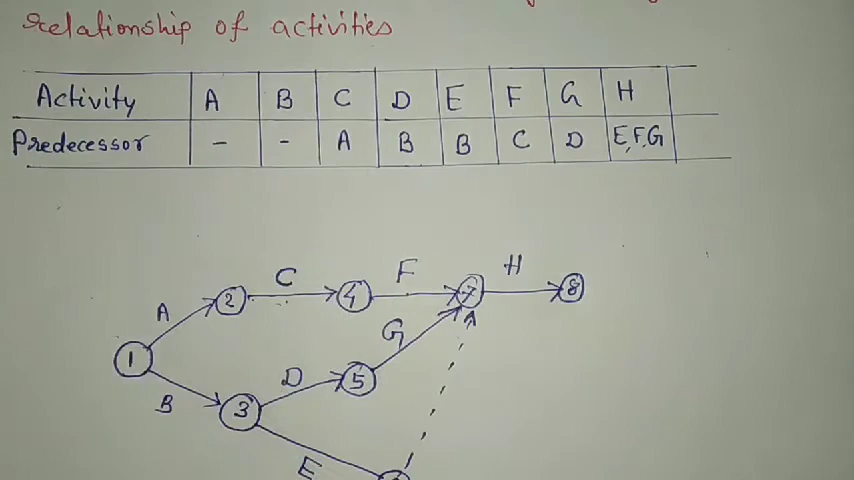 Relationship of activities
Activity A B C D E F G H
Predecessor - - A B B C D E,F,G
H
C F
2 4 7 8
A
G
1
D 5
B 3
E